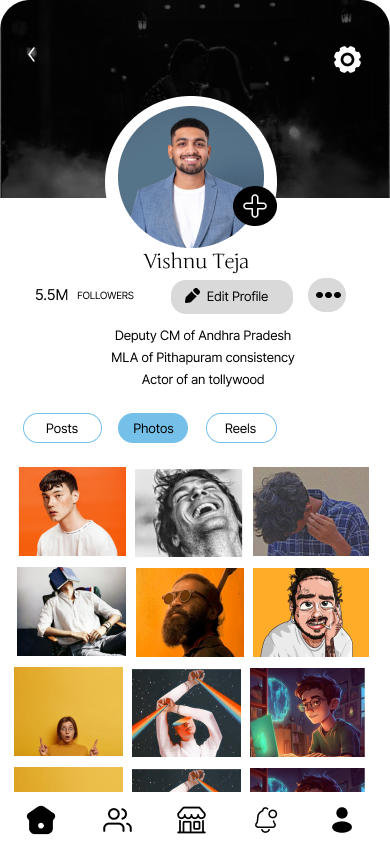 Vishnu Teja
5.5M FOLLOWERS Edit Profile
Deputy CM of Andhra Pradesh
MLA of Pithapuram consistency
Actor of an tollywood
Posts Photos Reels